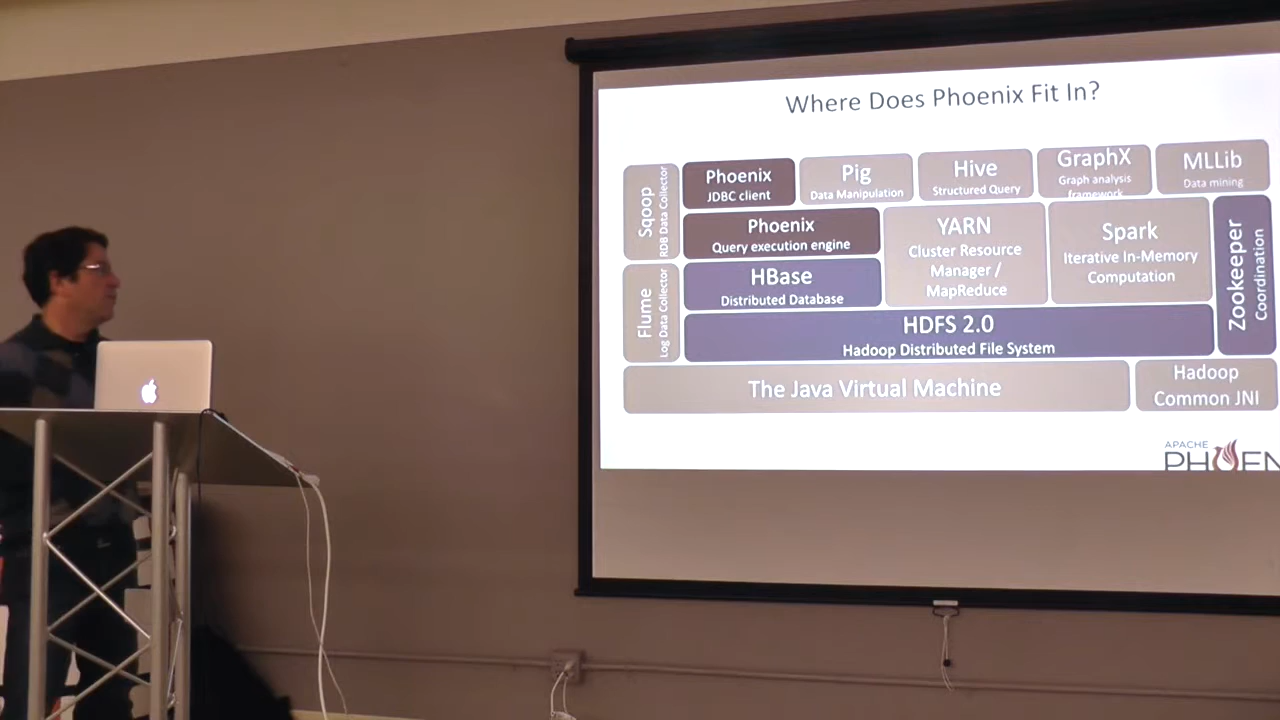 Where Does Phoenix Fit In?
Sqoop
RDB Data Collector
Phoenix
JDBC client
Pig
Data Manipulation
Hive
Structured Query
GraphX
Graph analysis
framework
MLLib
Data mining
Phoenix
Query execution engine
YARN
Cluster Resource
Manager /
MapReduce
Spark
Iterative In-Memory
Computation
Zookeeper
Coordination
Flume
Log Data Collector
HBase
Distributed Database
HDFS 2.0
Hadoop Distributed File System
The Java Virtual Machine
Hadoop
Common JNI
APACHE
PHOEN